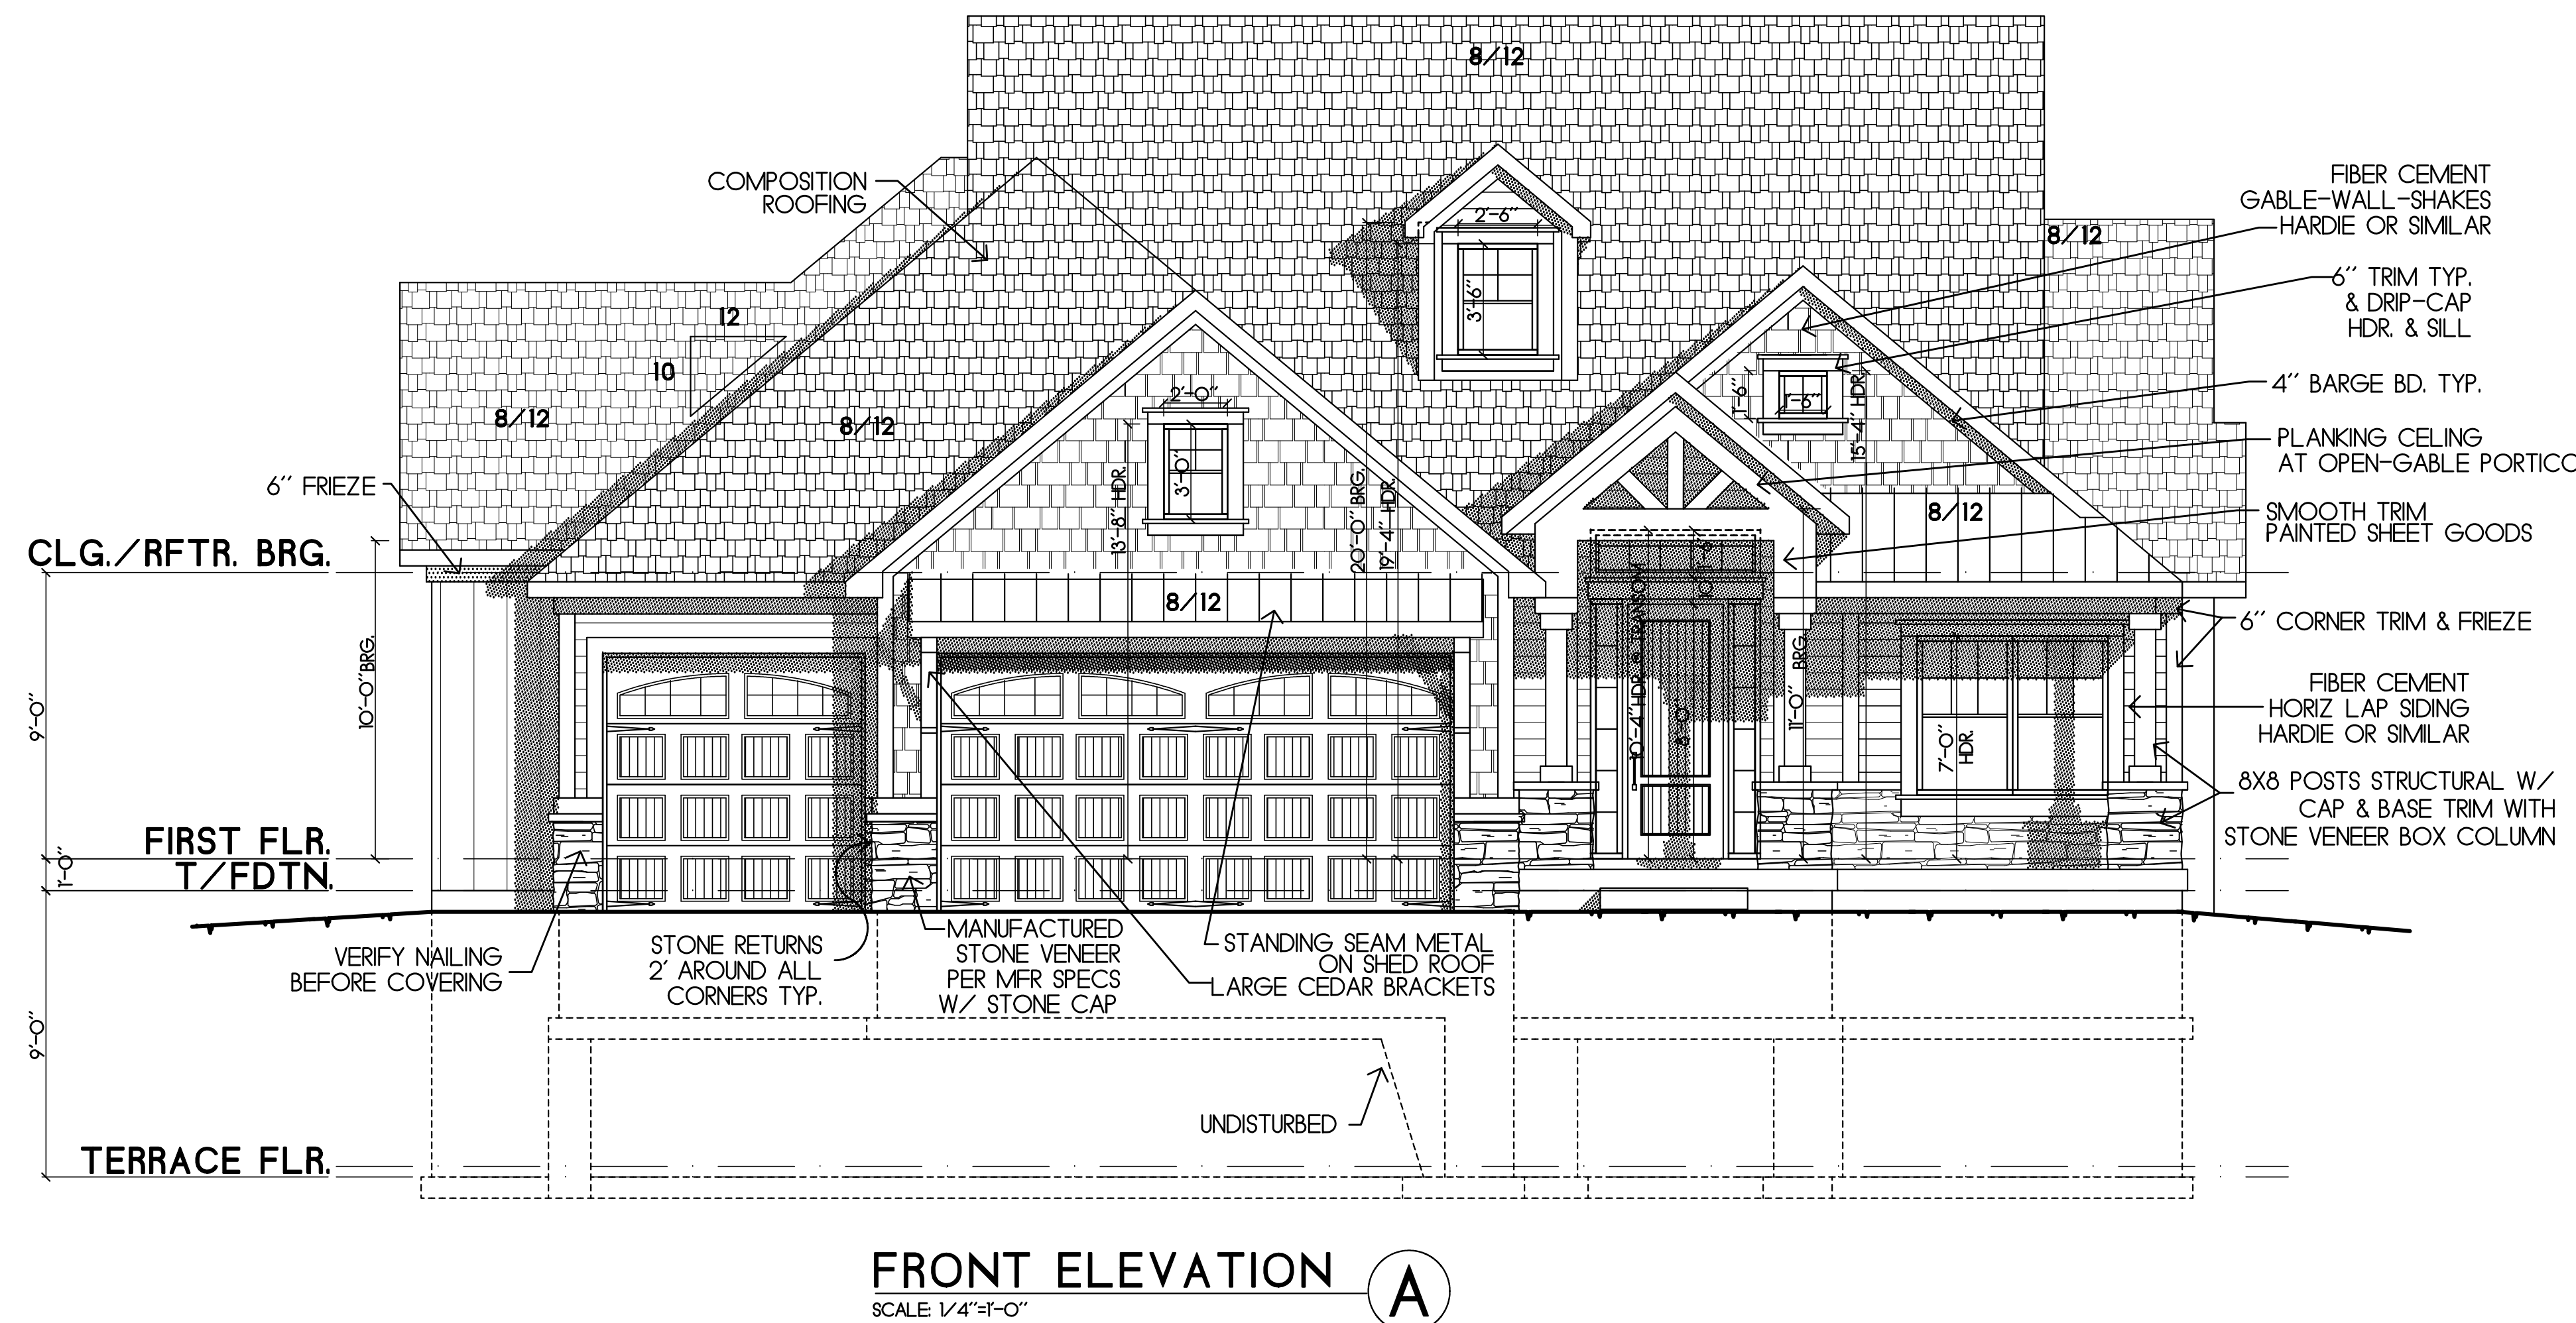 8/12
COMPOSITION
ROOFING
12
10
8/12
8/12
6" FRIEZE
CLG./RFTR. BRG.
9'-0"
10'-0" BRG.
FIRST FLR.
1'-0"
T/FDTN.
9'-0"
TERRACE FLR.
2'-6"
3'-6"
2'-0"
3'-0"
13'-8" HDR.
20'-0" BRG.
19'-4" HDR.
8/12
1'-6"
1'-6"
15'-4" HDR.
8/12
8/12
10'-4" HDR @ TRANSOM
8'-0"
11'-0" BRG.
7'-0"
HDR.
FIBER CEMENT
GABLE-WALL-SHAKES
HARDIE OR SIMILAR
6" TRIM TYP.
& DRIP-CAP
HDR. & SILL
4" BARGE BD. TYP.
PLANKING CELING
AT OPEN-GABLE PORTICO
SMOOTH TRIM
PAINTED SHEET GOODS
6" CORNER TRIM & FRIEZE
FIBER CEMENT
HORIZ LAP SIDING
HARDIE OR SIMILAR
8X8 POSTS STRUCTURAL W/
CAP & BASE TRIM WITH
STONE VENEER BOX COLUMN
VERIFY NAILING
BEFORE COVERING
STONE RETURNS
2' AROUND ALL
CORNERS TYP.
MANUFACTURED
STONE VENEER
PER MFR SPECS
W/ STONE CAP
STANDING SEAM METAL
ON SHED ROOF
LARGE CEDAR BRACKETS
UNDISTURBED
FRONT ELEVATION
A
SCALE: 1/4"=1'-0"